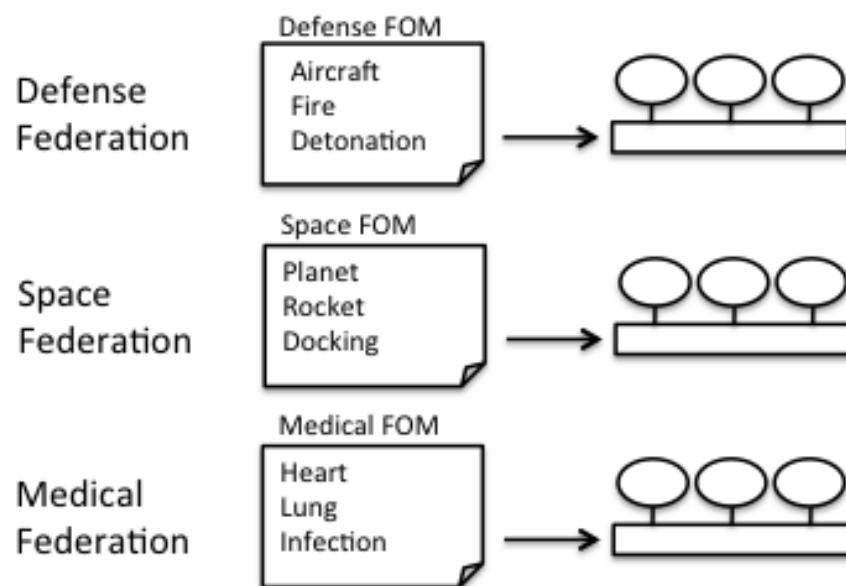 Defense FOM
Defense
Federation
Aircraft
Fire
Detonation
Space FOM
Space
Federation
Planet
Rocket
Docking
Medical FOM
Medical
Federation
Heart
Lung
Infection